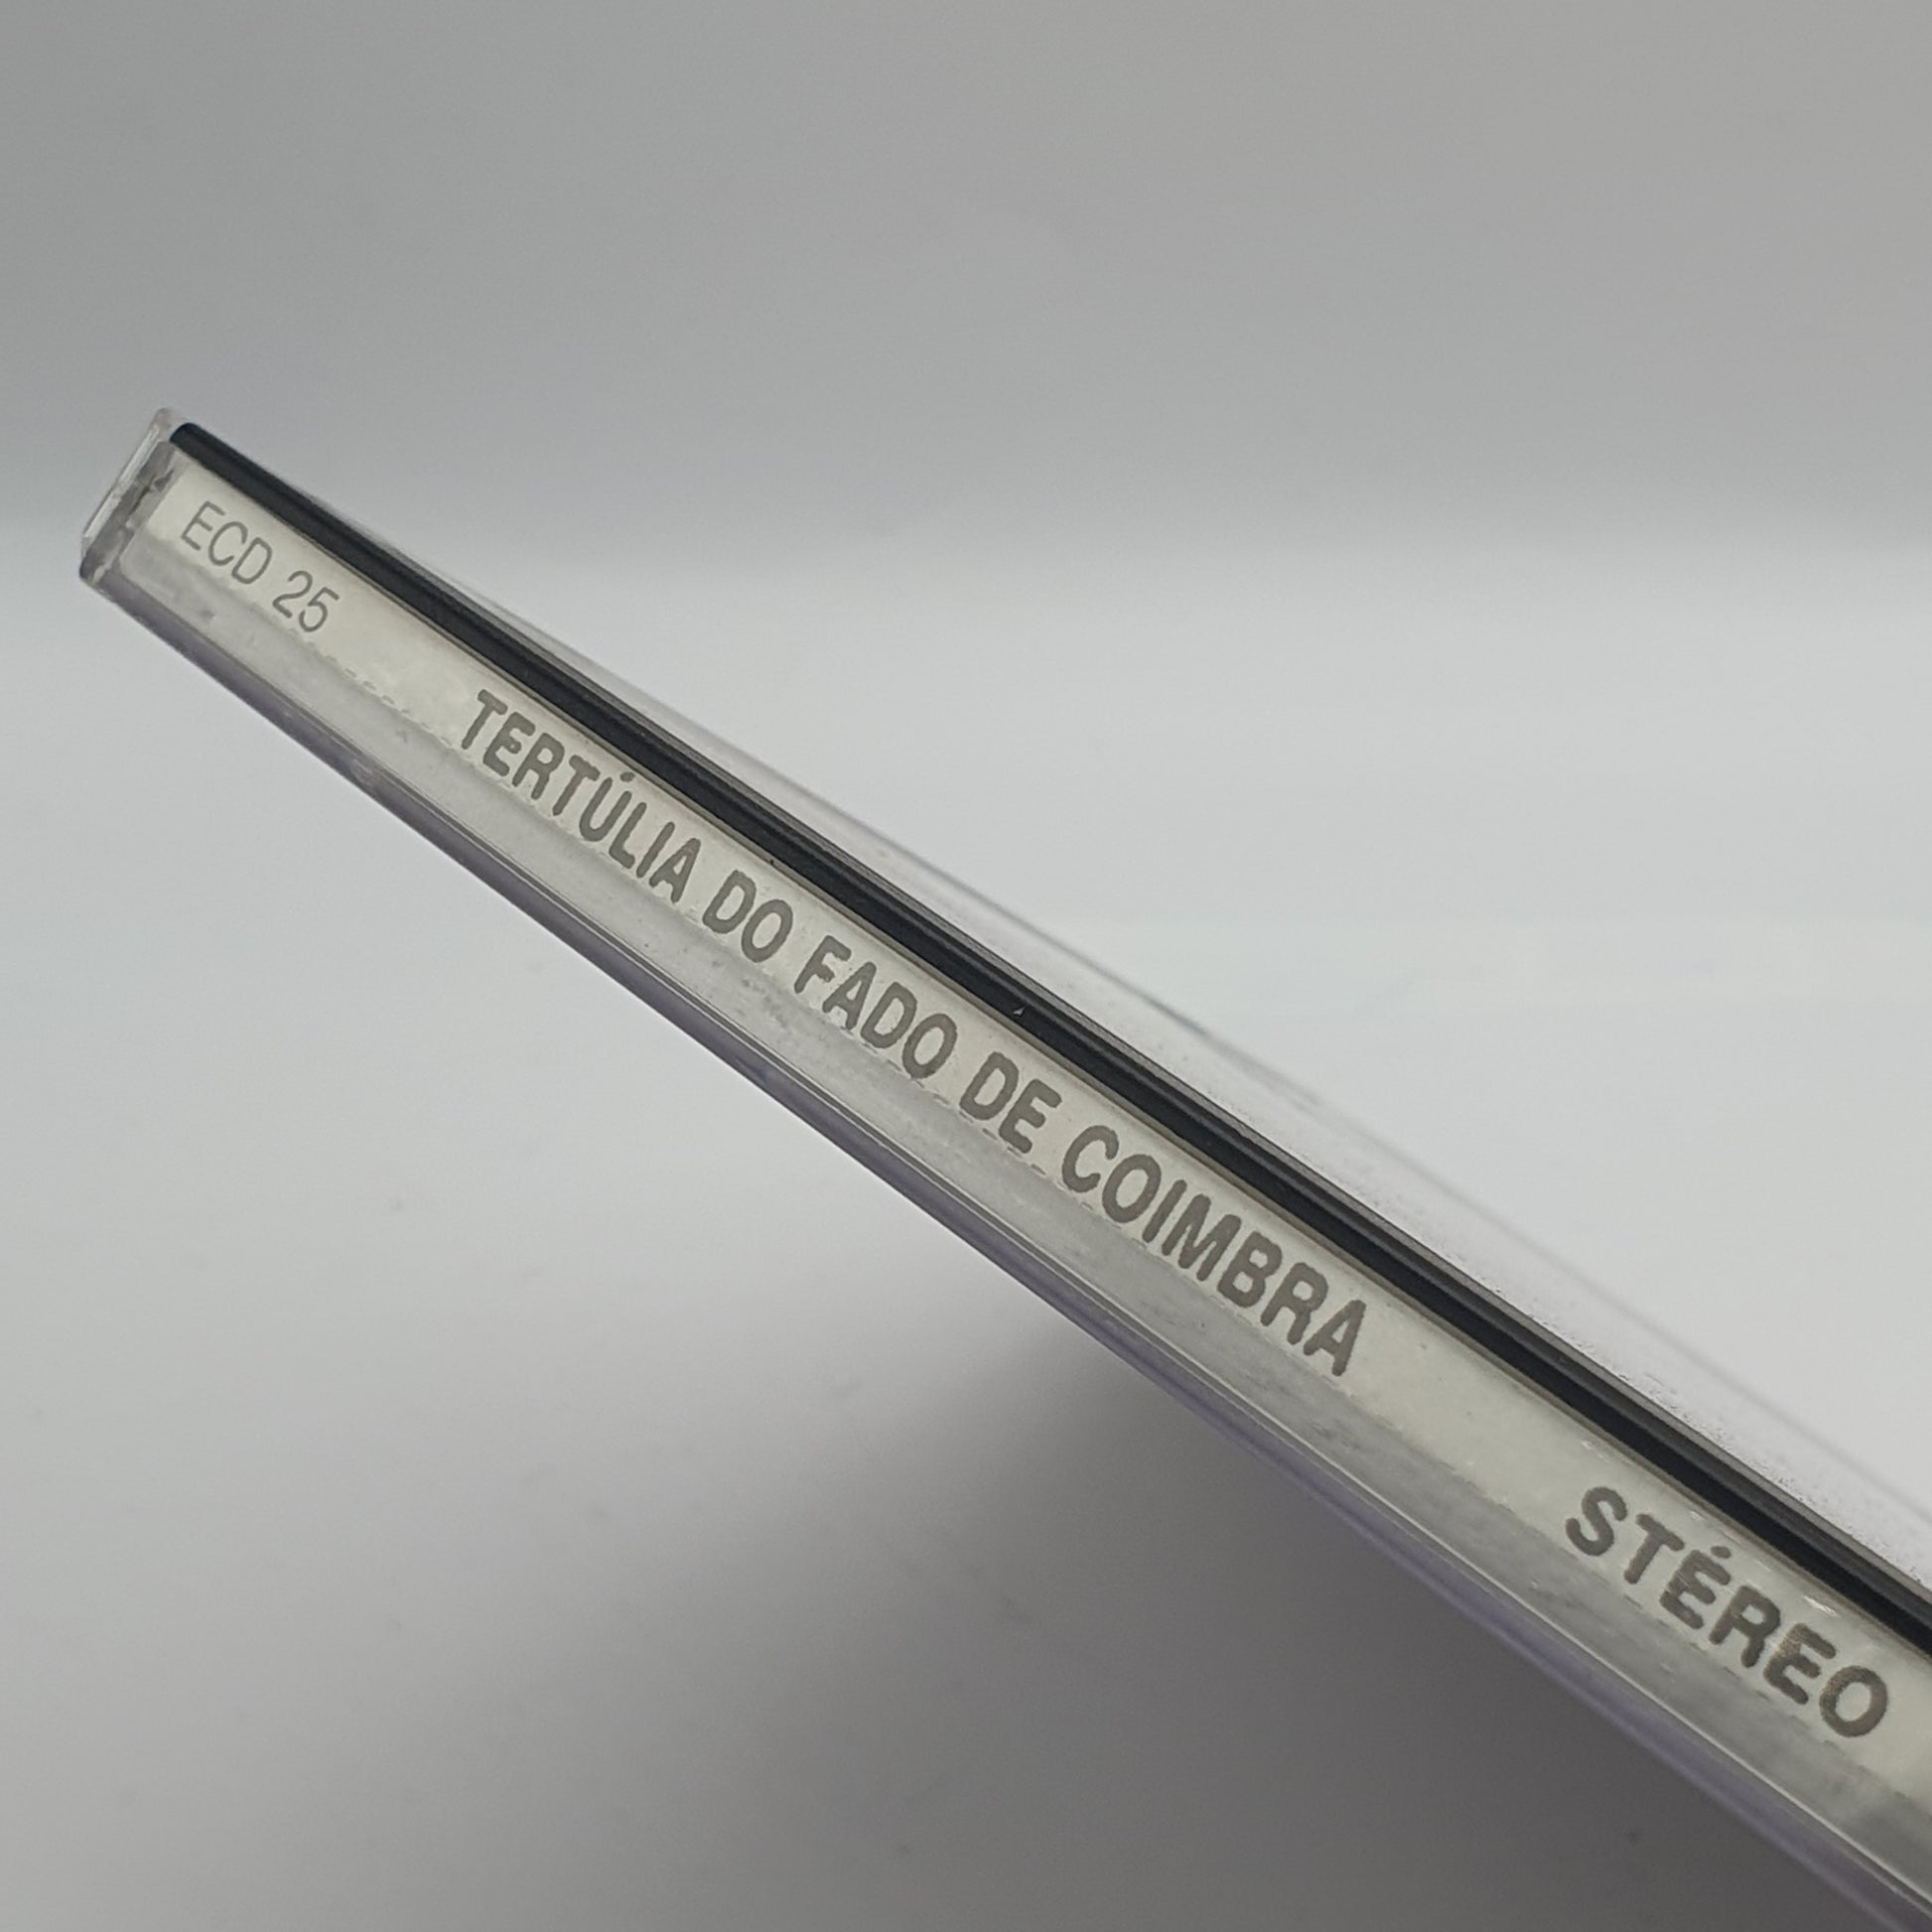 ECD 25 TERTÚLIA DO FADO DE COIMBRA STÉREO